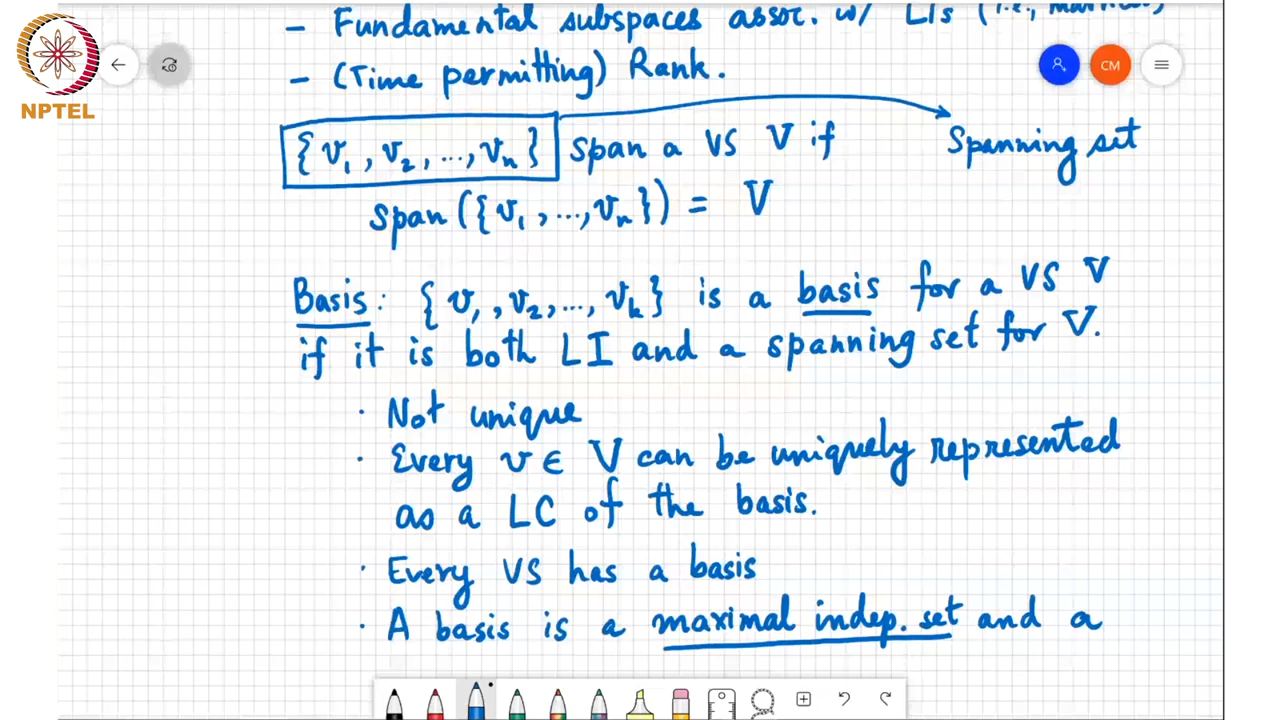 - Fundamental subspaces assoc. w/ LTs (i.e.,
- (Time permitting) Rank.
NPTEL
CM
{v1, v2, ..., vn} span a VS V if
Spanning set
span({v1, ..., vn}) = V
Basis: {v1, v2, ..., vk} is a basis for a VS V
if it is both LI and a spanning set for V.
· Not unique
· Every v ∈ V can be uniquely represented
as a LC of the basis.
· Every VS has a basis
· A basis is a maximal indep. set and a